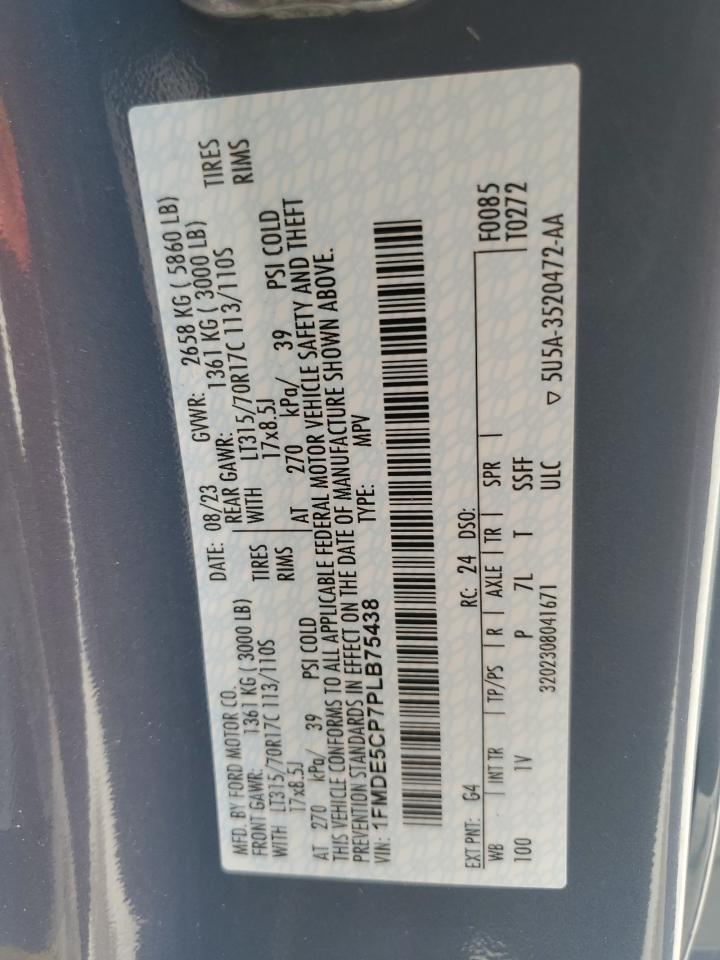 MFD. BY FORD MOTOR CO.
DATE: 08/23 GVWR: 2658 KG ( 5860 LB)
FRONT GAWR: 1361 KG ( 3000 LB)
REAR GAWR: 1361 KG ( 3000 LB)
WITH LT315/70R17C 113/110S TIRES
WITH LT315/70R17C 113/110S TIRES
17x8.5J RIMS
17x8.5J RIMS
AT 270 kPa/ 39 PSI COLD
AT 270 kPa/ 39 PSI COLD
THIS VEHICLE CONFORMS TO ALL APPLICABLE FEDERAL MOTOR VEHICLE SAFETY AND THEFT
PREVENTION STANDARDS IN EFFECT ON THE DATE OF MANUFACTURE SHOWN ABOVE.
VIN: 1FMDE5CP7PLB75438 TYPE: MPV
EXT PNT: G4 RC: 24 DSO: F0085
WB | INT TR | TP/PS | R | AXLE | TR | SPR | T0272
100 1V P 7L T SSFF
3202308041671 ULC ▽ 5U5A-3520472-AA